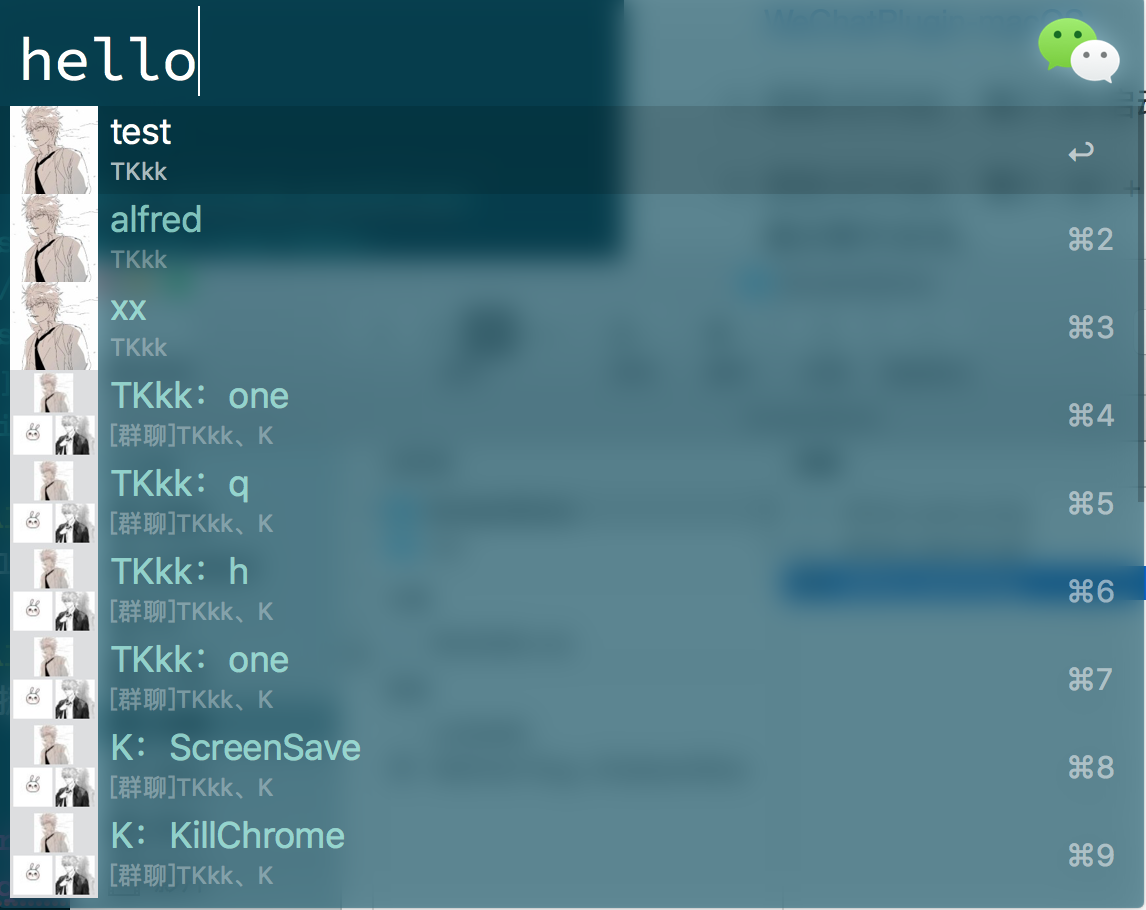 hello
test
TKkk
↩
alfred
TKkk
⌘2
xx
TKkk
⌘3
TKkk：one
[群聊]TKkk、K
⌘4
TKkk：q
[群聊]TKkk、K
⌘5
TKkk：h
[群聊]TKkk、K
⌘6
TKkk：one
[群聊]TKkk、K
⌘7
K：ScreenSave
[群聊]TKkk、K
⌘8
K：KillChrome
[群聊]TKkk、K
⌘9